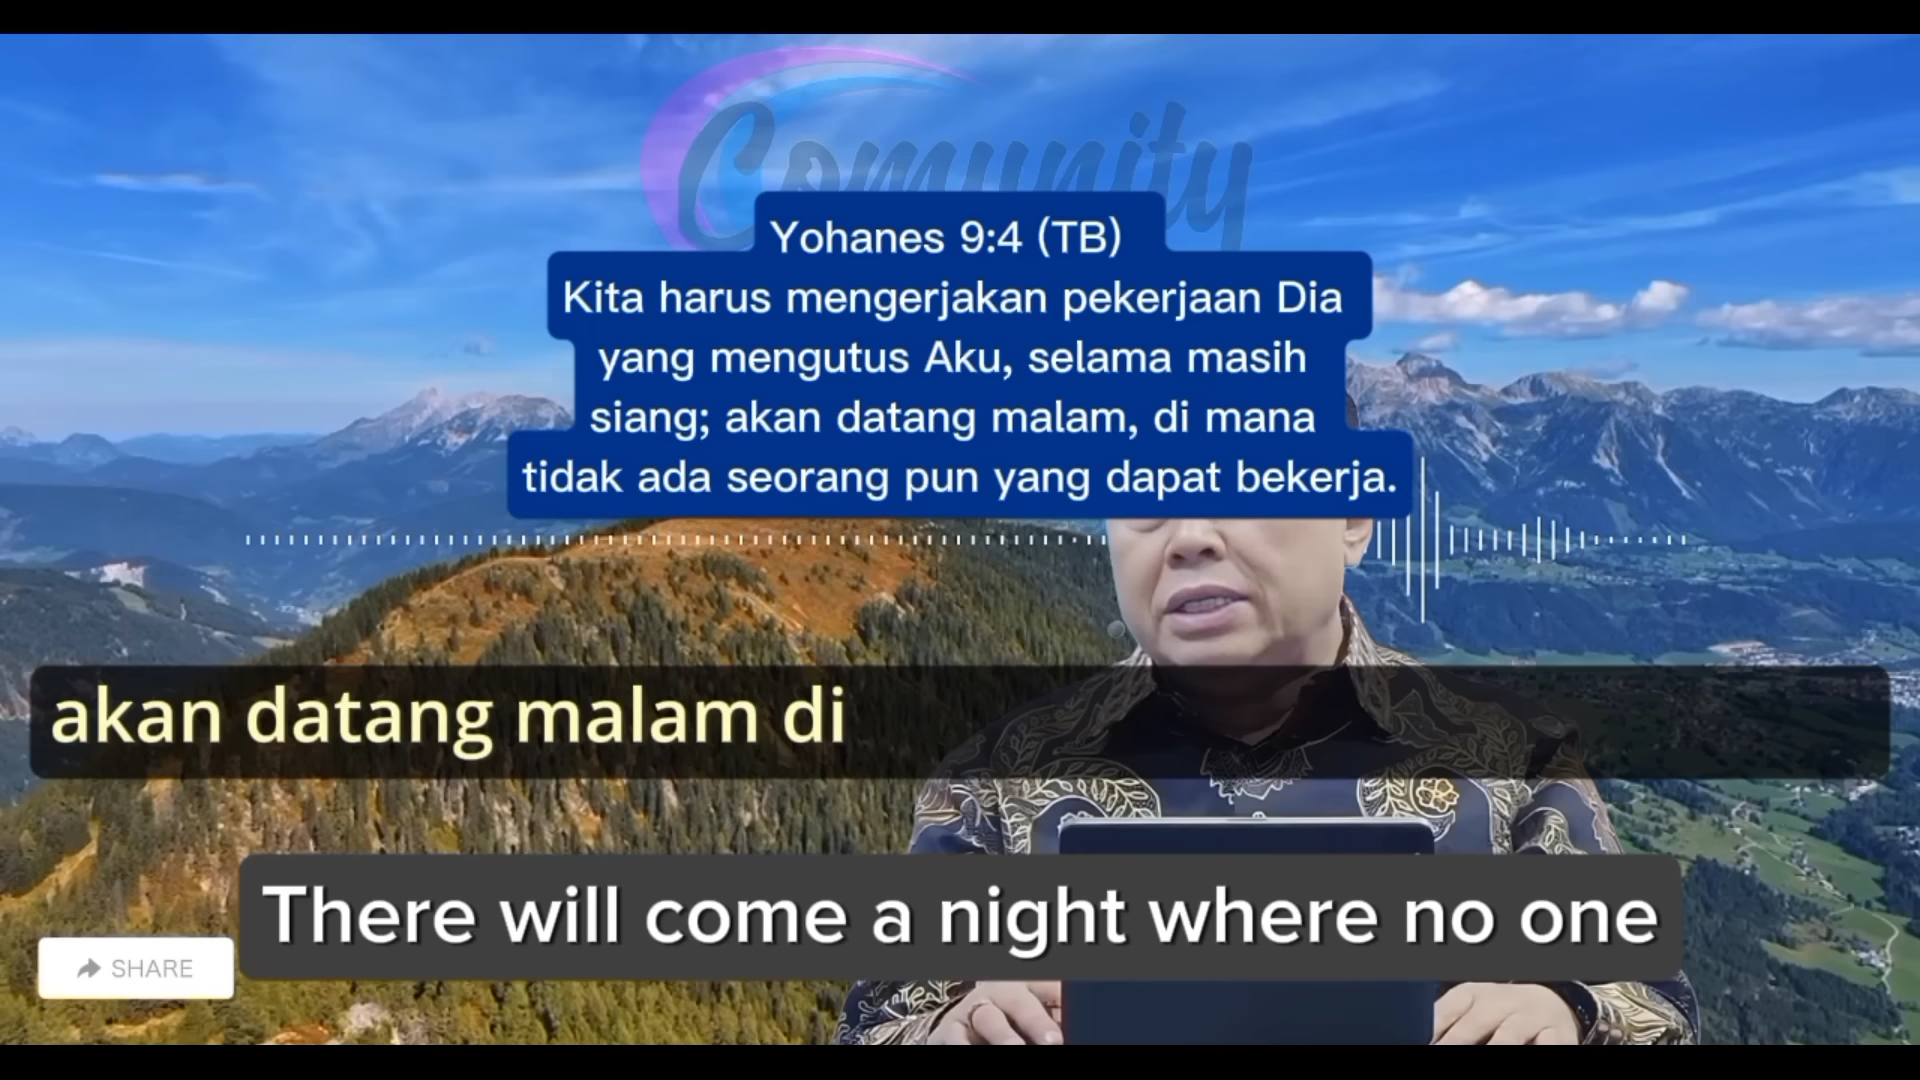 Comunity
Yohanes 9:4 (TB)
Kita harus mengerjakan pekerjaan Dia
yang mengutus Aku, selama masih
siang; akan datang malam, di mana
tidak ada seorang pun yang dapat bekerja.
akan datang malam di
There will come a night where no one
SHARE